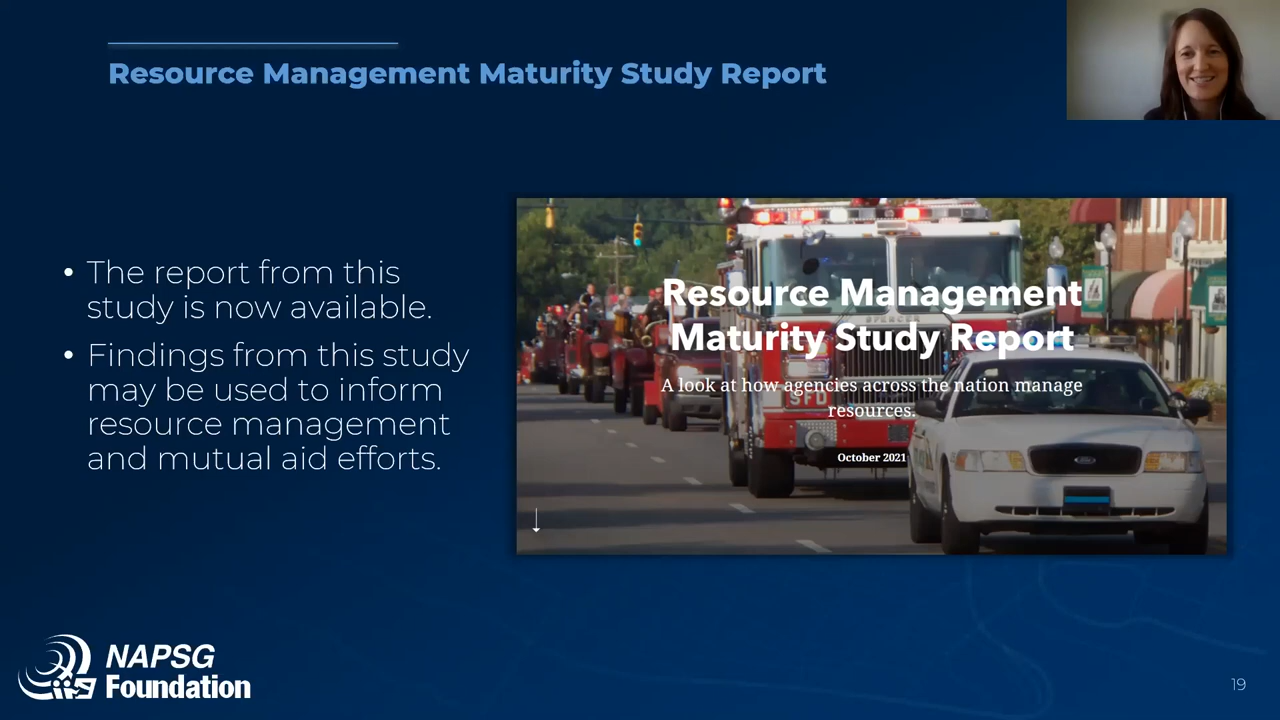 Resource Management Maturity Study Report
• The report from this
study is now available.
• Findings from this study
may be used to inform
resource management
and mutual aid efforts.
Resource Management
Maturity Study Report
A look at how agencies across the nation manage
resources.
October 2021
SPENCER
SFD
Ford
NAPSG
Foundation
19